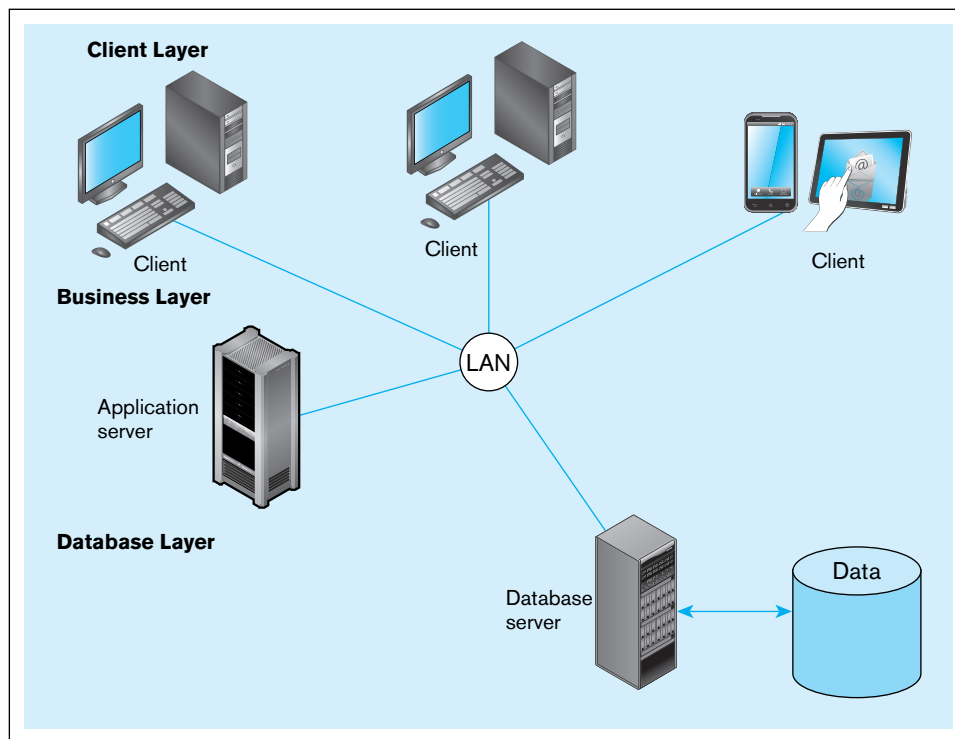 Client Layer
Client
Client
Client
Business Layer
LAN
Application
server
Database Layer
Data
Database
server
@